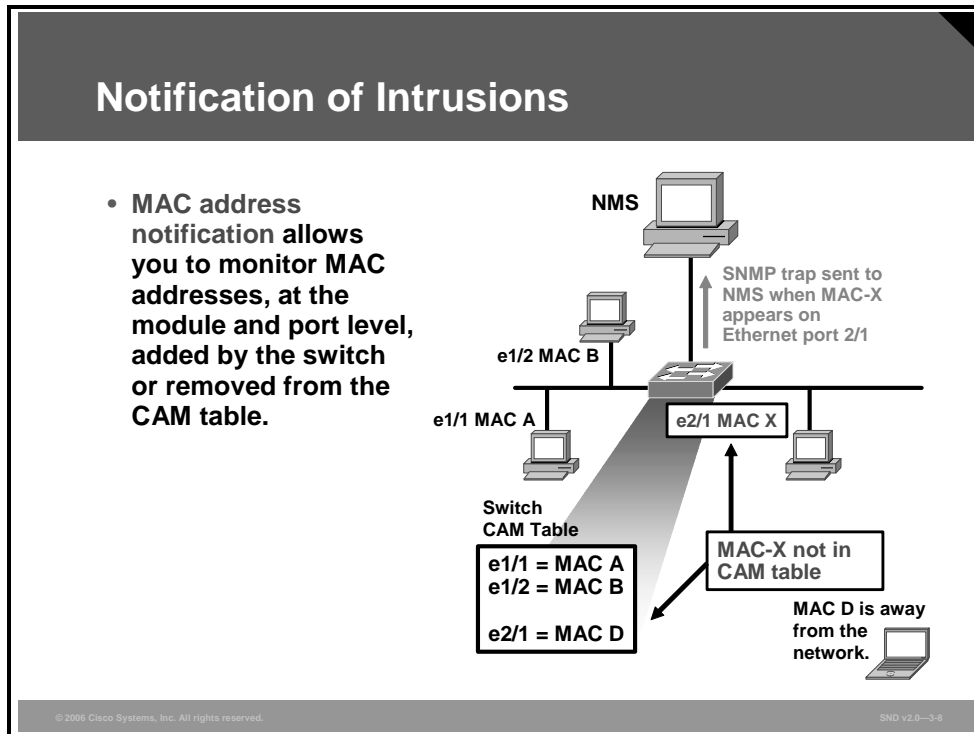 Notification of Intrusions
• MAC address
notification allows
you to monitor MAC
addresses, at the
module and port level,
added by the switch
or removed from the
CAM table.
NMS
SNMP trap sent to
NMS when MAC-X
appears on
Ethernet port 2/1
e1/2 MAC B
e1/1 MAC A
e2/1 MAC X
Switch
CAM Table
e1/1 = MAC A
e1/2 = MAC B
e2/1 = MAC D
MAC-X not in
CAM table
MAC D is away
from the
network.
© 2006 Cisco Systems, Inc. All rights reserved.
SND v2.0—3-8